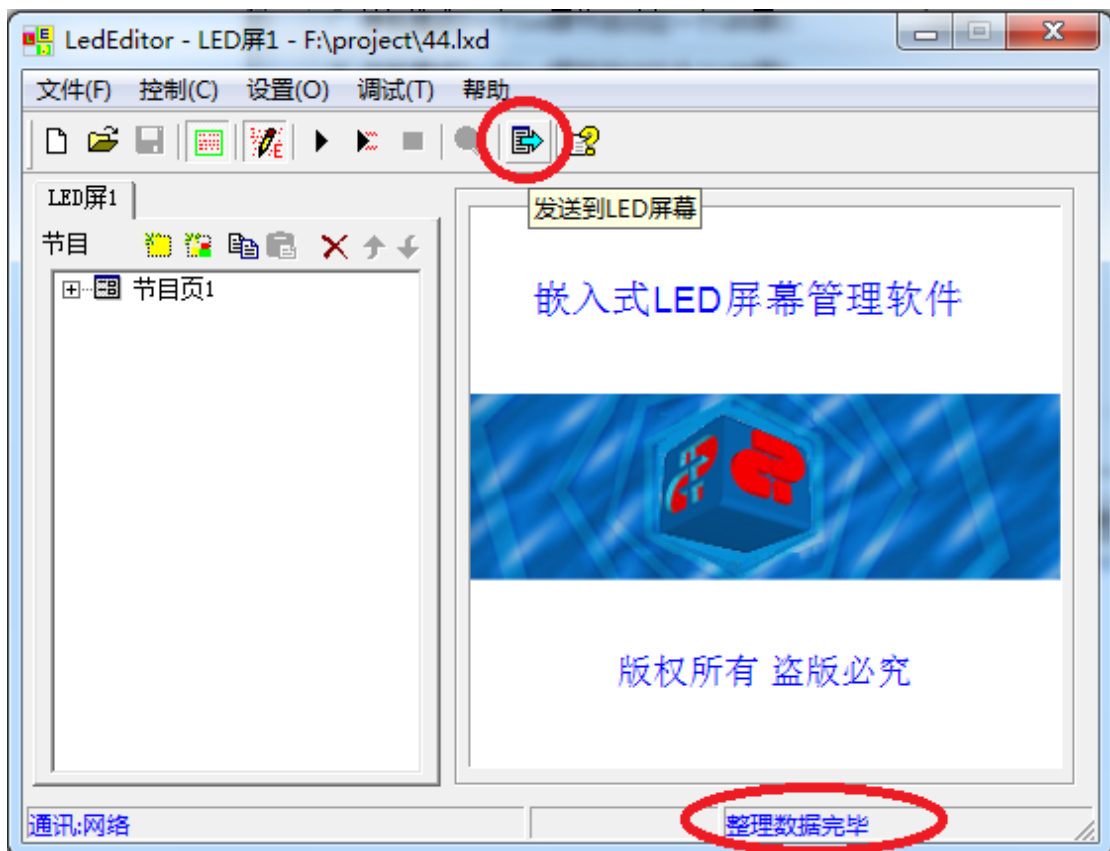 LedEditor - LED屏1 - F:\project\44.lxd
文件(F) 控制(C) 设置(O) 调试(T) 帮助
发送到LED屏幕
LED屏1
节目
节目页1
嵌入式LED屏幕管理软件
版权所有 盗版必究
通讯:网络
整理数据完毕